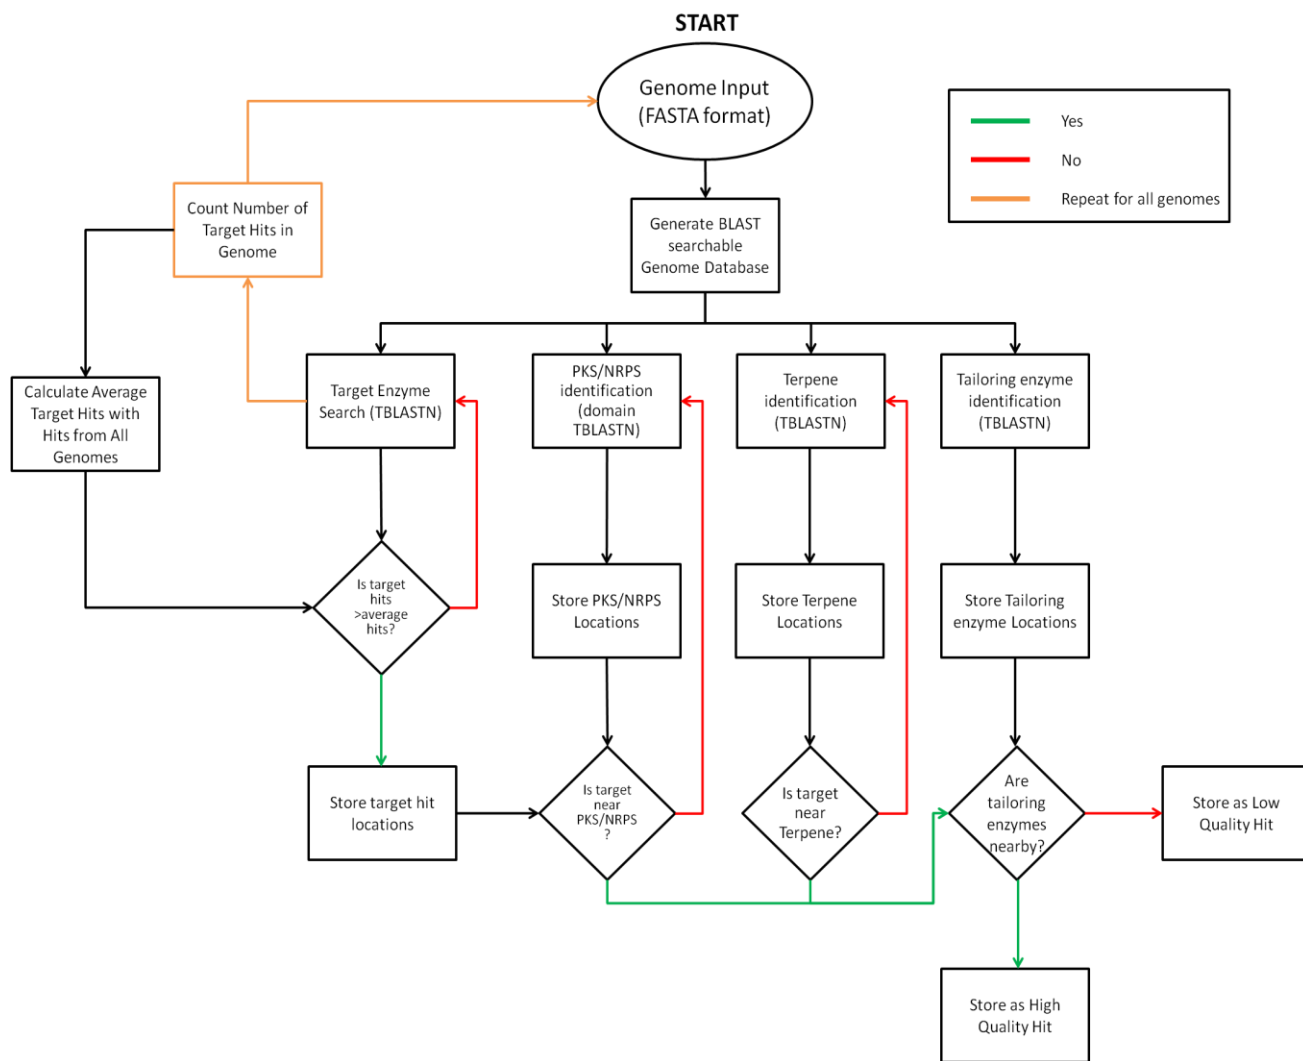 START
Genome Input
(FASTA format)
Yes
No
Repeat for all genomes
Count Number of
Target Hits in
Genome
Generate BLAST
searchable
Genome Database
Calculate Average
Target Hits with
Hits from All
Genomes
Target Enzyme
Search (TBLASTN)
PKS/NRPS
identification
(domain
TBLASTN)
Terpene
identification
(TBLASTN)
Tailoring enzyme
identification
(TBLASTN)
Is target
hits
>average
hits?
Store PKS/NRPS
Locations
Store Terpene
Locations
Store Tailoring
enzyme Locations
Store target hit
locations
Is target
near
PKS/NRPS
?
Is target
near
Terpene?
Are
tailoring
enzymes
nearby?
Store as Low
Quality Hit
Store as High
Quality Hit